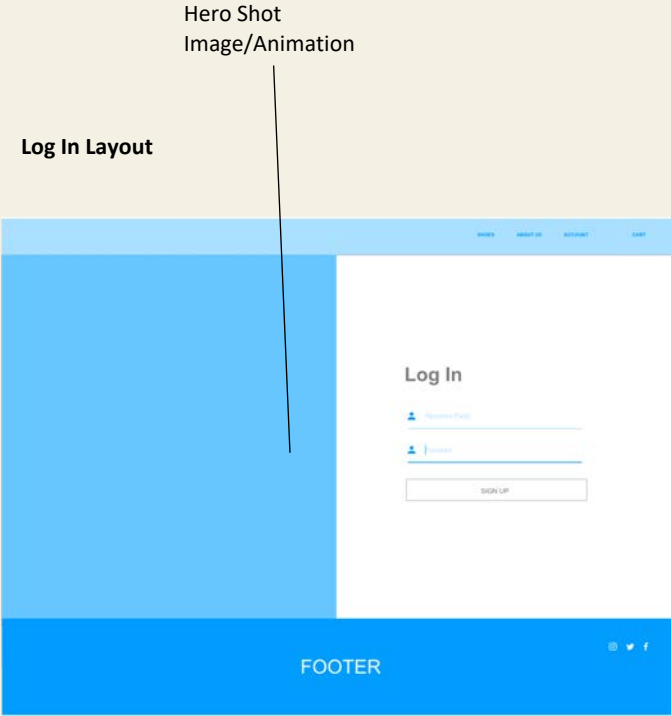 Hero Shot
Image/Animation
Log In Layout
SHOES ABOUT US ACCOUNT CART
Log In
SIGN UP
FOOTER